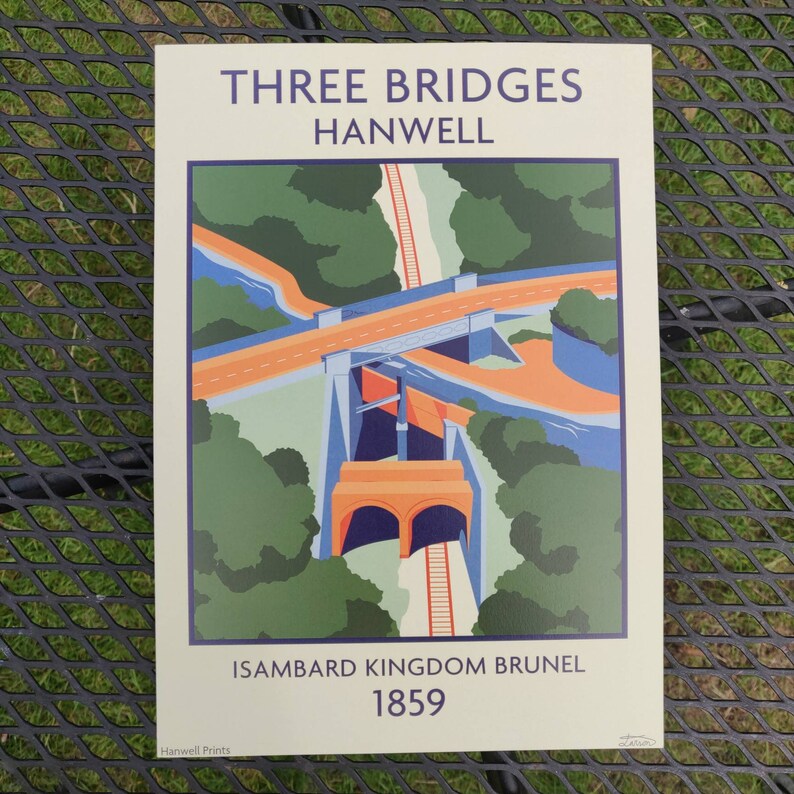 THREE BRIDGES
HANWELL
ISAMBARD KINGDOM BRUNEL
1859
Hanwell Prints